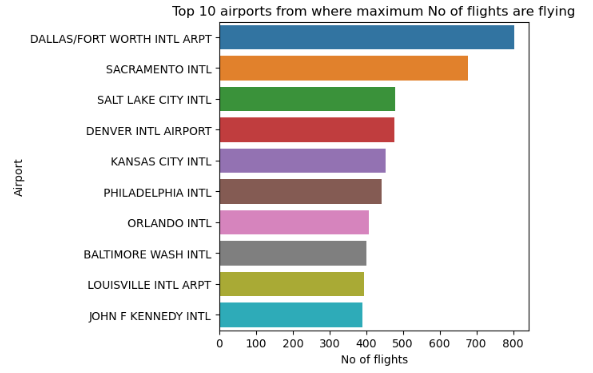 Top 10 airports from where maximum No of flights are flying
DALLAS/FORT WORTH INTL ARPT
SACRAMENTO INTL
SALT LAKE CITY INTL
DENVER INTL AIRPORT
KANSAS CITY INTL
PHILADELPHIA INTL
ORLANDO INTL
BALTIMORE WASH INTL
LOUISVILLE INTL ARPT
JOHN F KENNEDY INTL
Airport
0 100 200 300 400 500 600 700 800
No of flights